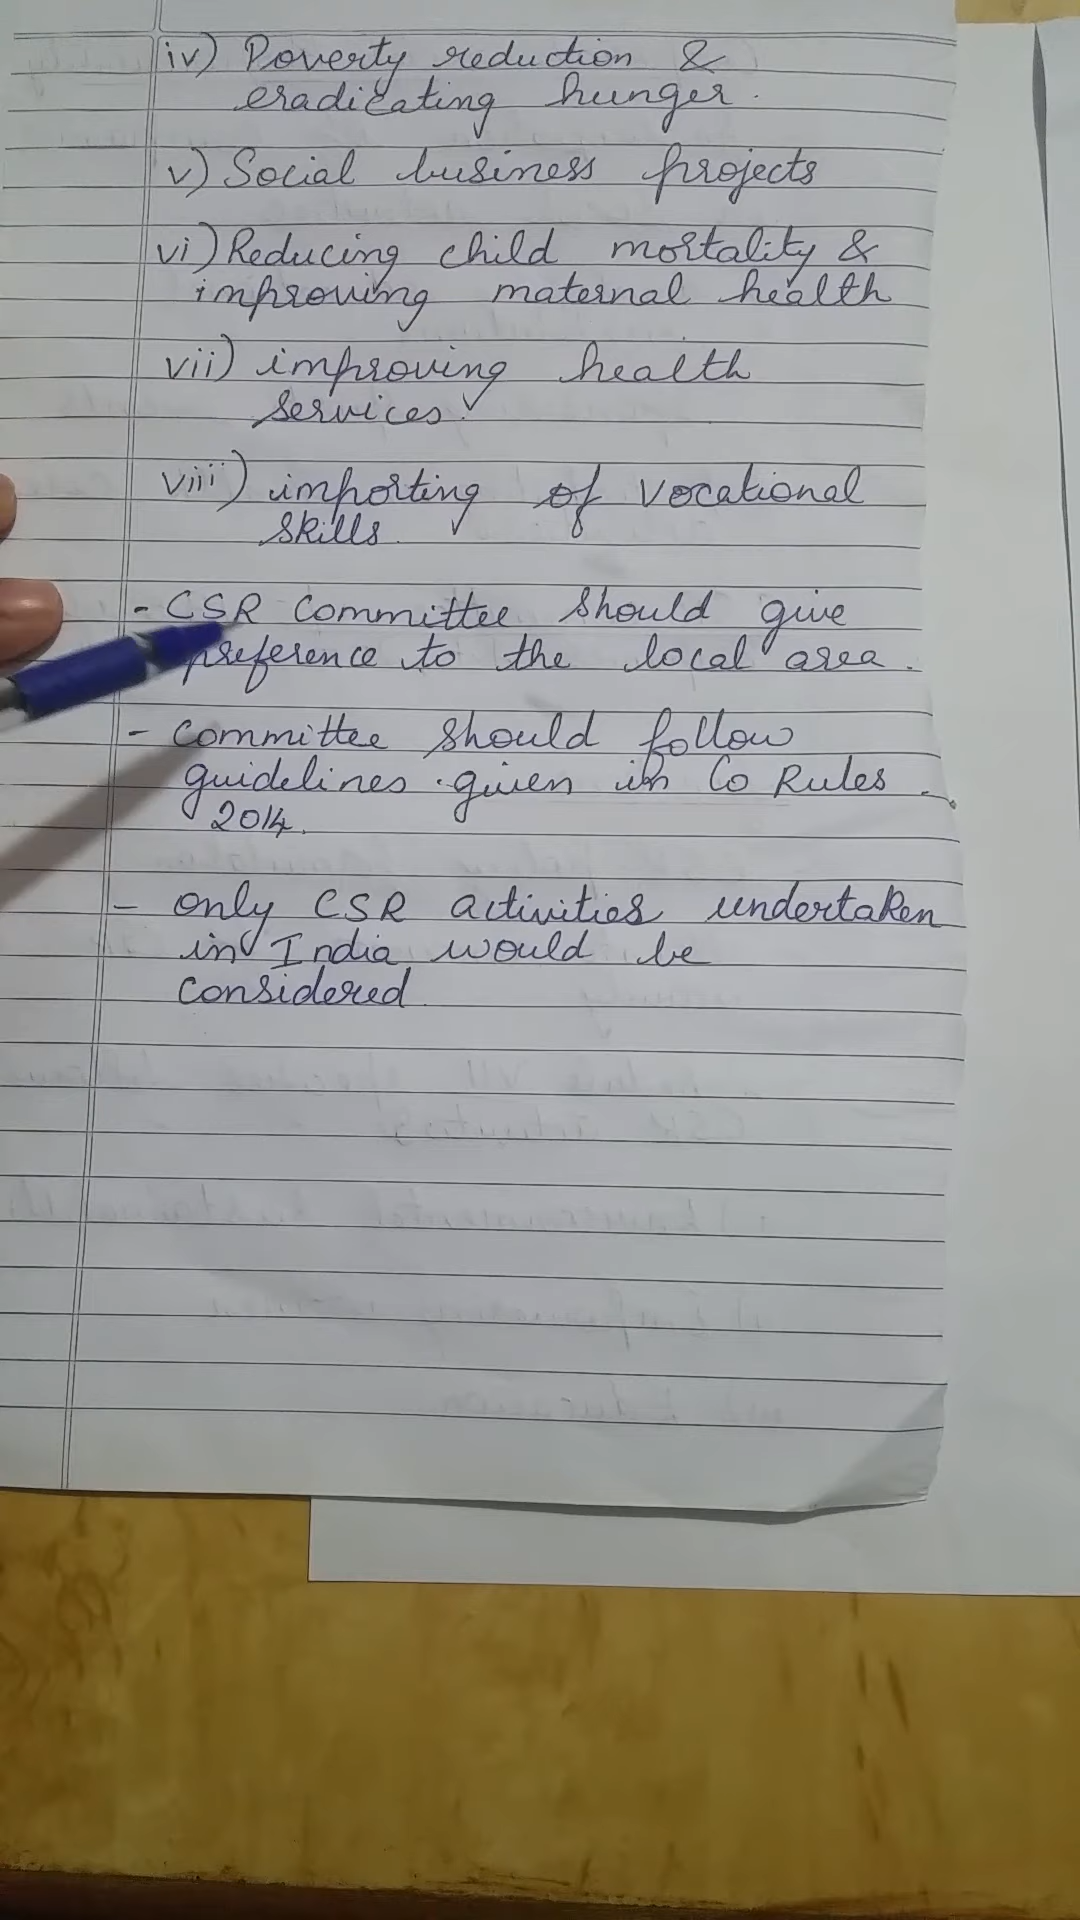 iv) Poverty reduction &
eradicating hunger.
v) Social business projects
vi) Reducing child mortality &
improving maternal health
vii) improving health
services
viii) importing of vocational
skills
- CSR Committee should give
preference to the local area.
- Committee should follow
guidelines given in Co Rules.
2014.
- only CSR activities undertaken
in India would be
considered